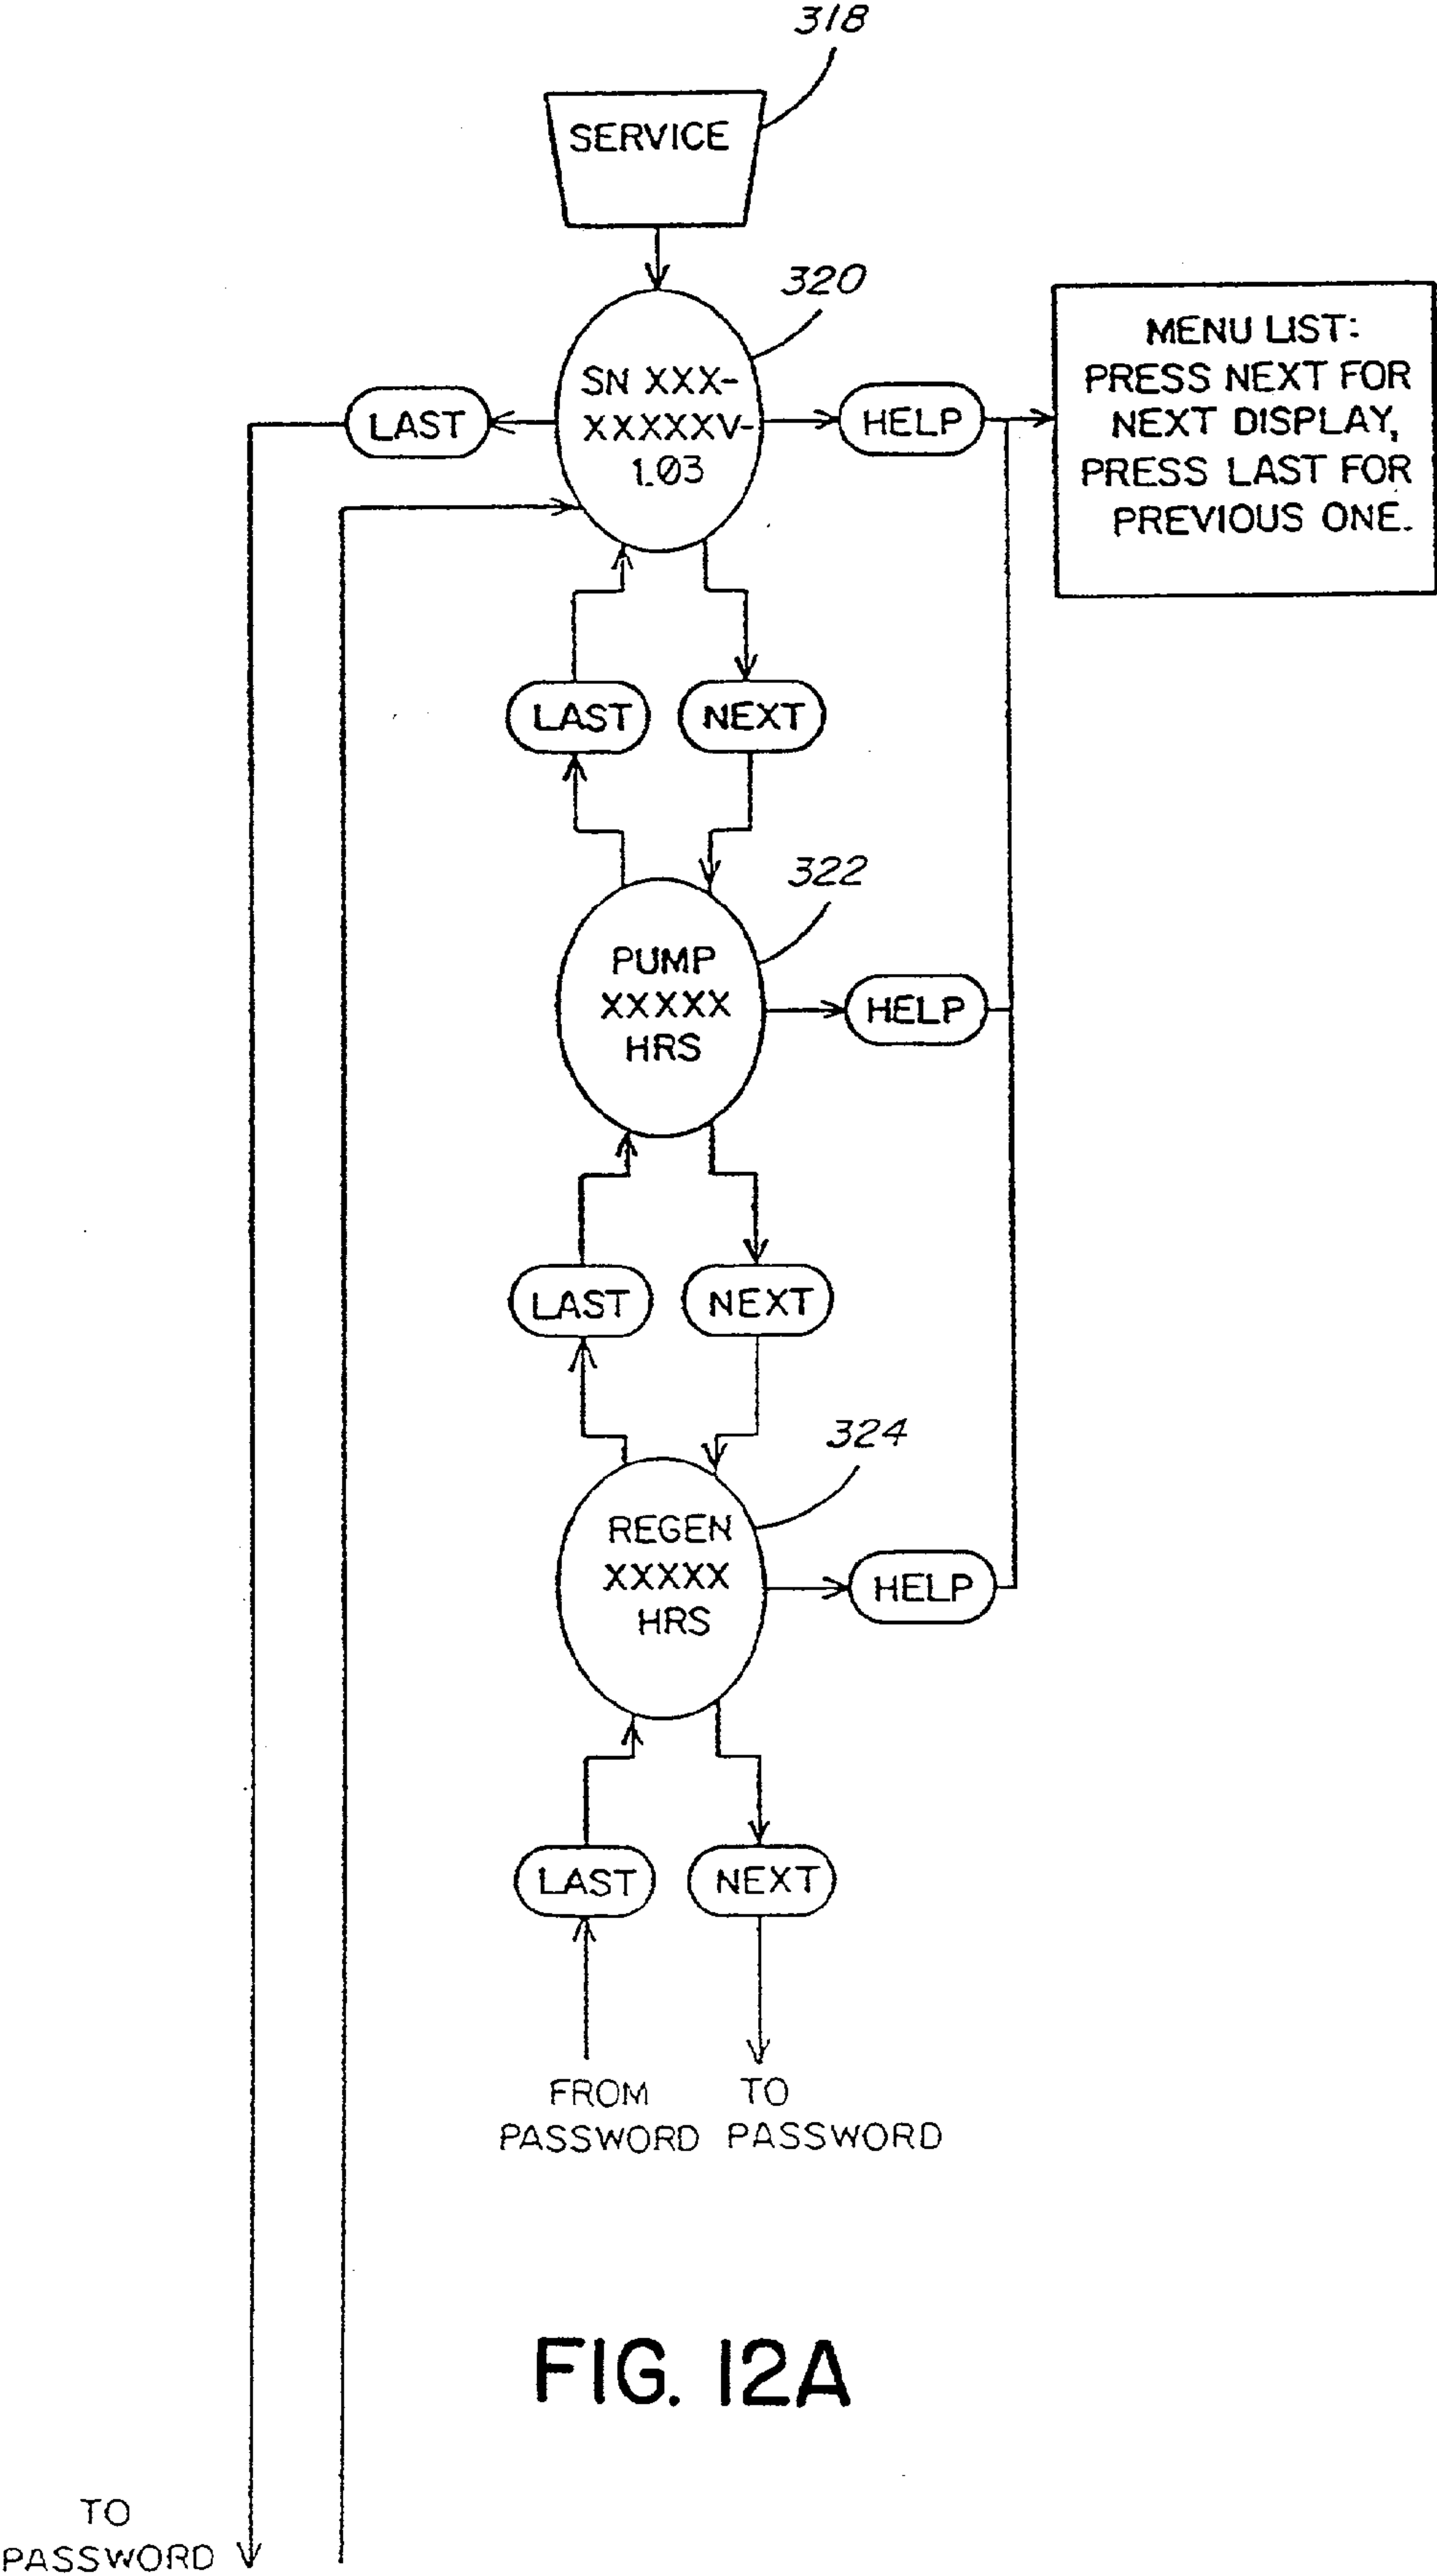 318
SERVICE
320
SN XXX-
XXXXXV-
1.03
LAST
HELP
MENU LIST:
PRESS NEXT FOR
NEXT DISPLAY,
PRESS LAST FOR
PREVIOUS ONE.
LAST
NEXT
322
PUMP
XXXXX
HRS
HELP
LAST
NEXT
324
REGEN
XXXXX
HRS
HELP
LAST
NEXT
FROM
PASSWORD
TO
PASSWORD
FIG. 12A
TO
PASSWORD